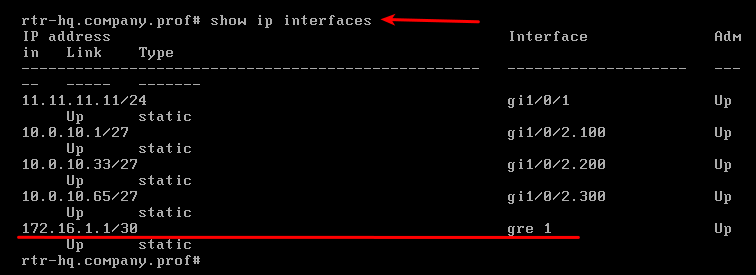 rtr-hq.company.prof# show ip interfaces
IP address Interface Adm
in Link Type
--------------------------------------------------- -------------------- ---
-- ----- -------
11.11.11.11/24 gi1/0/1 Up
Up static
10.0.10.1/27 gi1/0/2.100 Up
Up static
10.0.10.33/27 gi1/0/2.200 Up
Up static
10.0.10.65/27 gi1/0/2.300 Up
Up static
172.16.1.1/30 gre 1 Up
Up static
rtr-hq.company.prof#